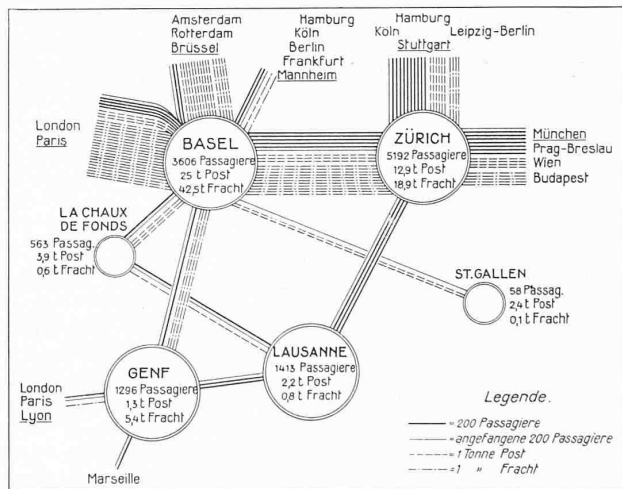 Amsterdam
Rotterdam
Brüssel
Hamburg
Köln
Berlin
Frankfurt
Mannheim
Hamburg
Köln
Leipzig-Berlin
Stuttgart
London
Paris
BASEL
3606 Passagiere
25 t Post
42,5t Fracht
ZÜRICH
5192 Passagiere
12,9 t Post
18,9 t Fracht
München
Prag-Breslau
Wien
Budapest
LA CHAUX
DE FONDS
563 Passag.
3,9 t Post
0,6 t Fracht
ST.GALLEN
58 Passag.
2,4 t Post
0,1 t Fracht
LAUSANNE
1413 Passagiere
2,2 t Post
0,8 t Fracht
GENF
1296 Passagiere
1,3 t Post
5,4 t Fracht
London
Paris
Lyon
Marseille
Legende.
= 200 Passagiere
= angefangene 200 Passagiere
= 1 Tonne Post
= 1 " Fracht